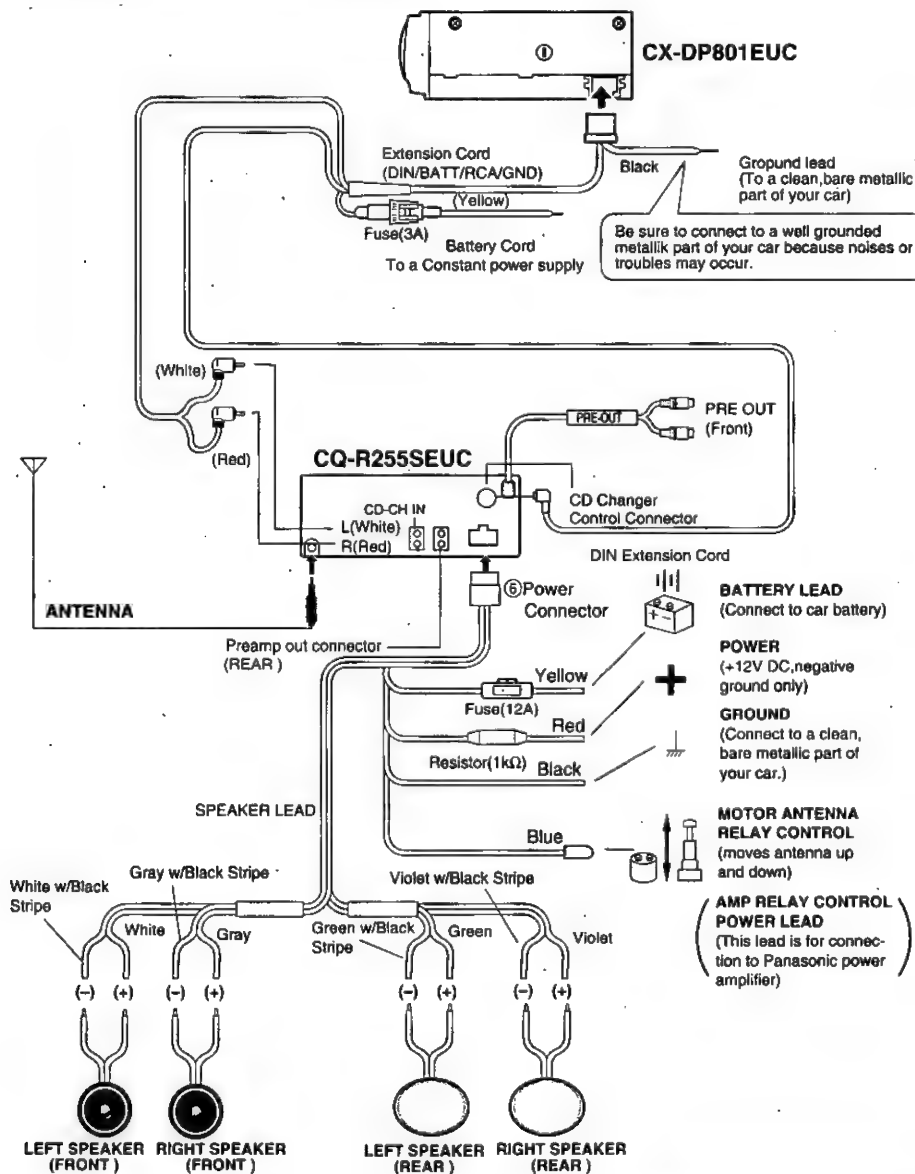 CX-DP801EUC
Extension Cord
(DIN/BATT/RCA/GND)
(Yellow)
Black
Gropund lead
(To a clean,bare metallic
part of your car)
Fuse(3A)
Battery Cord
To a Constant power supply
Be sure to connect to a well grounded
metallik part of your car because noises or
troubles may occur.
(White)
(Red)
PRE-OUT
PRE OUT
(Front)
CQ-R255SEUC
CD-CH IN
L(White)
R(Red)
CD Changer
Control Connector
DIN Extension Cord
ANTENNA
⑥Power
Connector
Preamp out connector
(REAR )
BATTERY LEAD
(Connect to car battery)
Yellow
Fuse(12A)
POWER
(+12V DC,negative
ground only)
Red
Resistor(1kΩ)
GROUND
(Connect to a clean,
bare metallic part of
your car.)
Black
SPEAKER LEAD
Blue
MOTOR ANTENNA
RELAY CONTROL
(moves antenna up
and down)
AMP RELAY CONTROL
POWER LEAD
(This lead is for connec-
tion to Panasonic power
amplifier)
White w/Black
Stripe
White
Gray w/Black Stripe
Gray
Green w/Black
Stripe
Green
Violet w/Black Stripe
Violet
(−) (+) (−) (+) (−) (+) (−) (+)
LEFT SPEAKER
(FRONT )
RIGHT SPEAKER
(FRONT )
LEFT SPEAKER
(REAR )
RIGHT SPEAKER
(REAR )